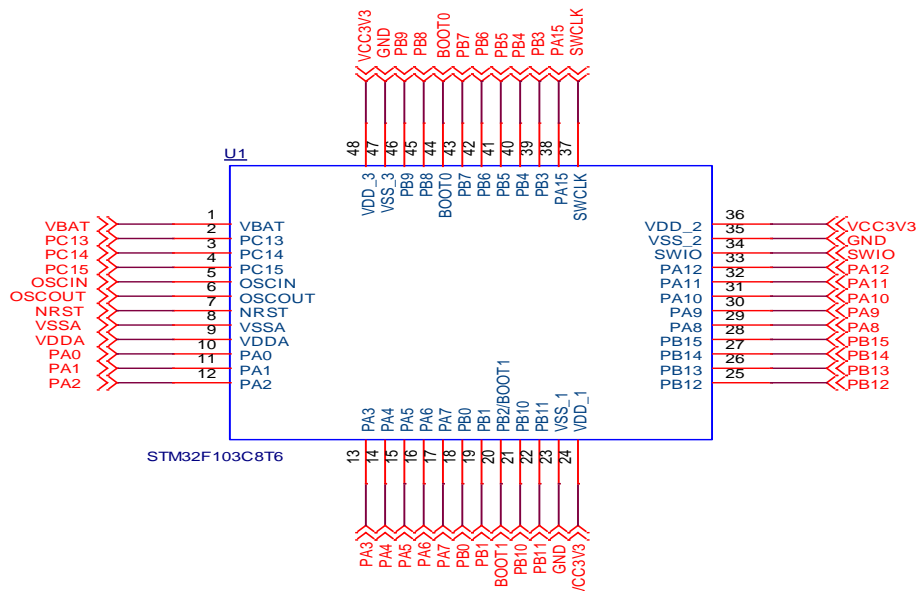 VCC3V3 GND PB9 PB8 BOOT0 PB7 PB6 PB5 PB4 PB3 PA15 SWCLK
48 47 46 45 44 43 42 41 40 39 38 37
U1
VDD_3 VSS_3 PB9 PB8 BOOT0 PB7 PB6 PB5 PB4 PB3 PA15 SWCLK
VBAT 1 VBAT VDD_2 36 VCC3V3
PC13 2 PC13 VSS_2 35 GND
PC14 3 PC14 SWIO 34 SWIO
PC15 4 PC15 PA12 33 PA12
OSCIN 5 OSCIN PA11 32 PA11
OSCOUT 6 OSCOUT PA10 31 PA10
NRST 7 NRST PA9 30 PA9
VSSA 8 VSSA PA8 29 PA8
VDDA 9 VDDA PB15 28 PB15
PA0 10 PA0 PB14 27 PB14
PA1 11 PA1 PB13 26 PB13
PA2 12 PA2 PB12 25 PB12
PA3 PA4 PA5 PA6 PA7 PB0 PB1 PB2/BOOT1 PB10 PB11 VSS_1 VDD_1
STM32F103C8T6
13 14 15 16 17 18 19 20 21 22 23 24
PA3 PA4 PA5 PA6 PA7 PB0 PB1 BOOT1 PB10 PB11 GND /CC3V3